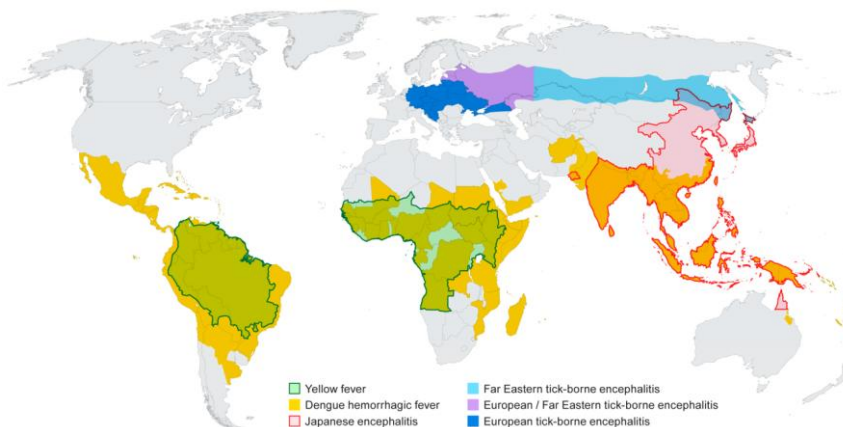 Yellow fever
Dengue hemorrhagic fever
Japanese encephalitis
Far Eastern tick-borne encephalitis
European / Far Eastern tick-borne encephalitis
European tick-borne encephalitis